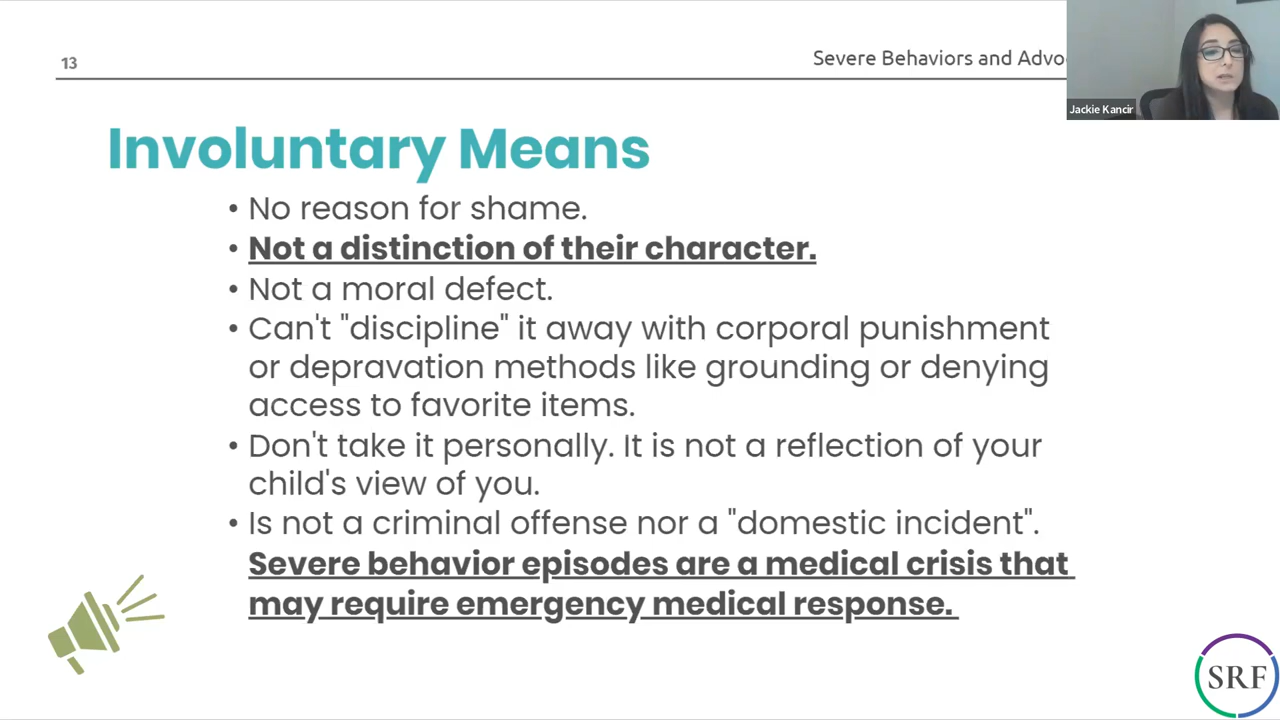 13
Severe Behaviors and Advo
Jackie Kancir
Involuntary Means
• No reason for shame.
• Not a distinction of their character.
• Not a moral defect.
• Can't "discipline" it away with corporal punishment
or depravation methods like grounding or denying
access to favorite items.
• Don't take it personally. It is not a reflection of your
child's view of you.
• Is not a criminal offense nor a "domestic incident".
Severe behavior episodes are a medical crisis that
may require emergency medical response.
SRF